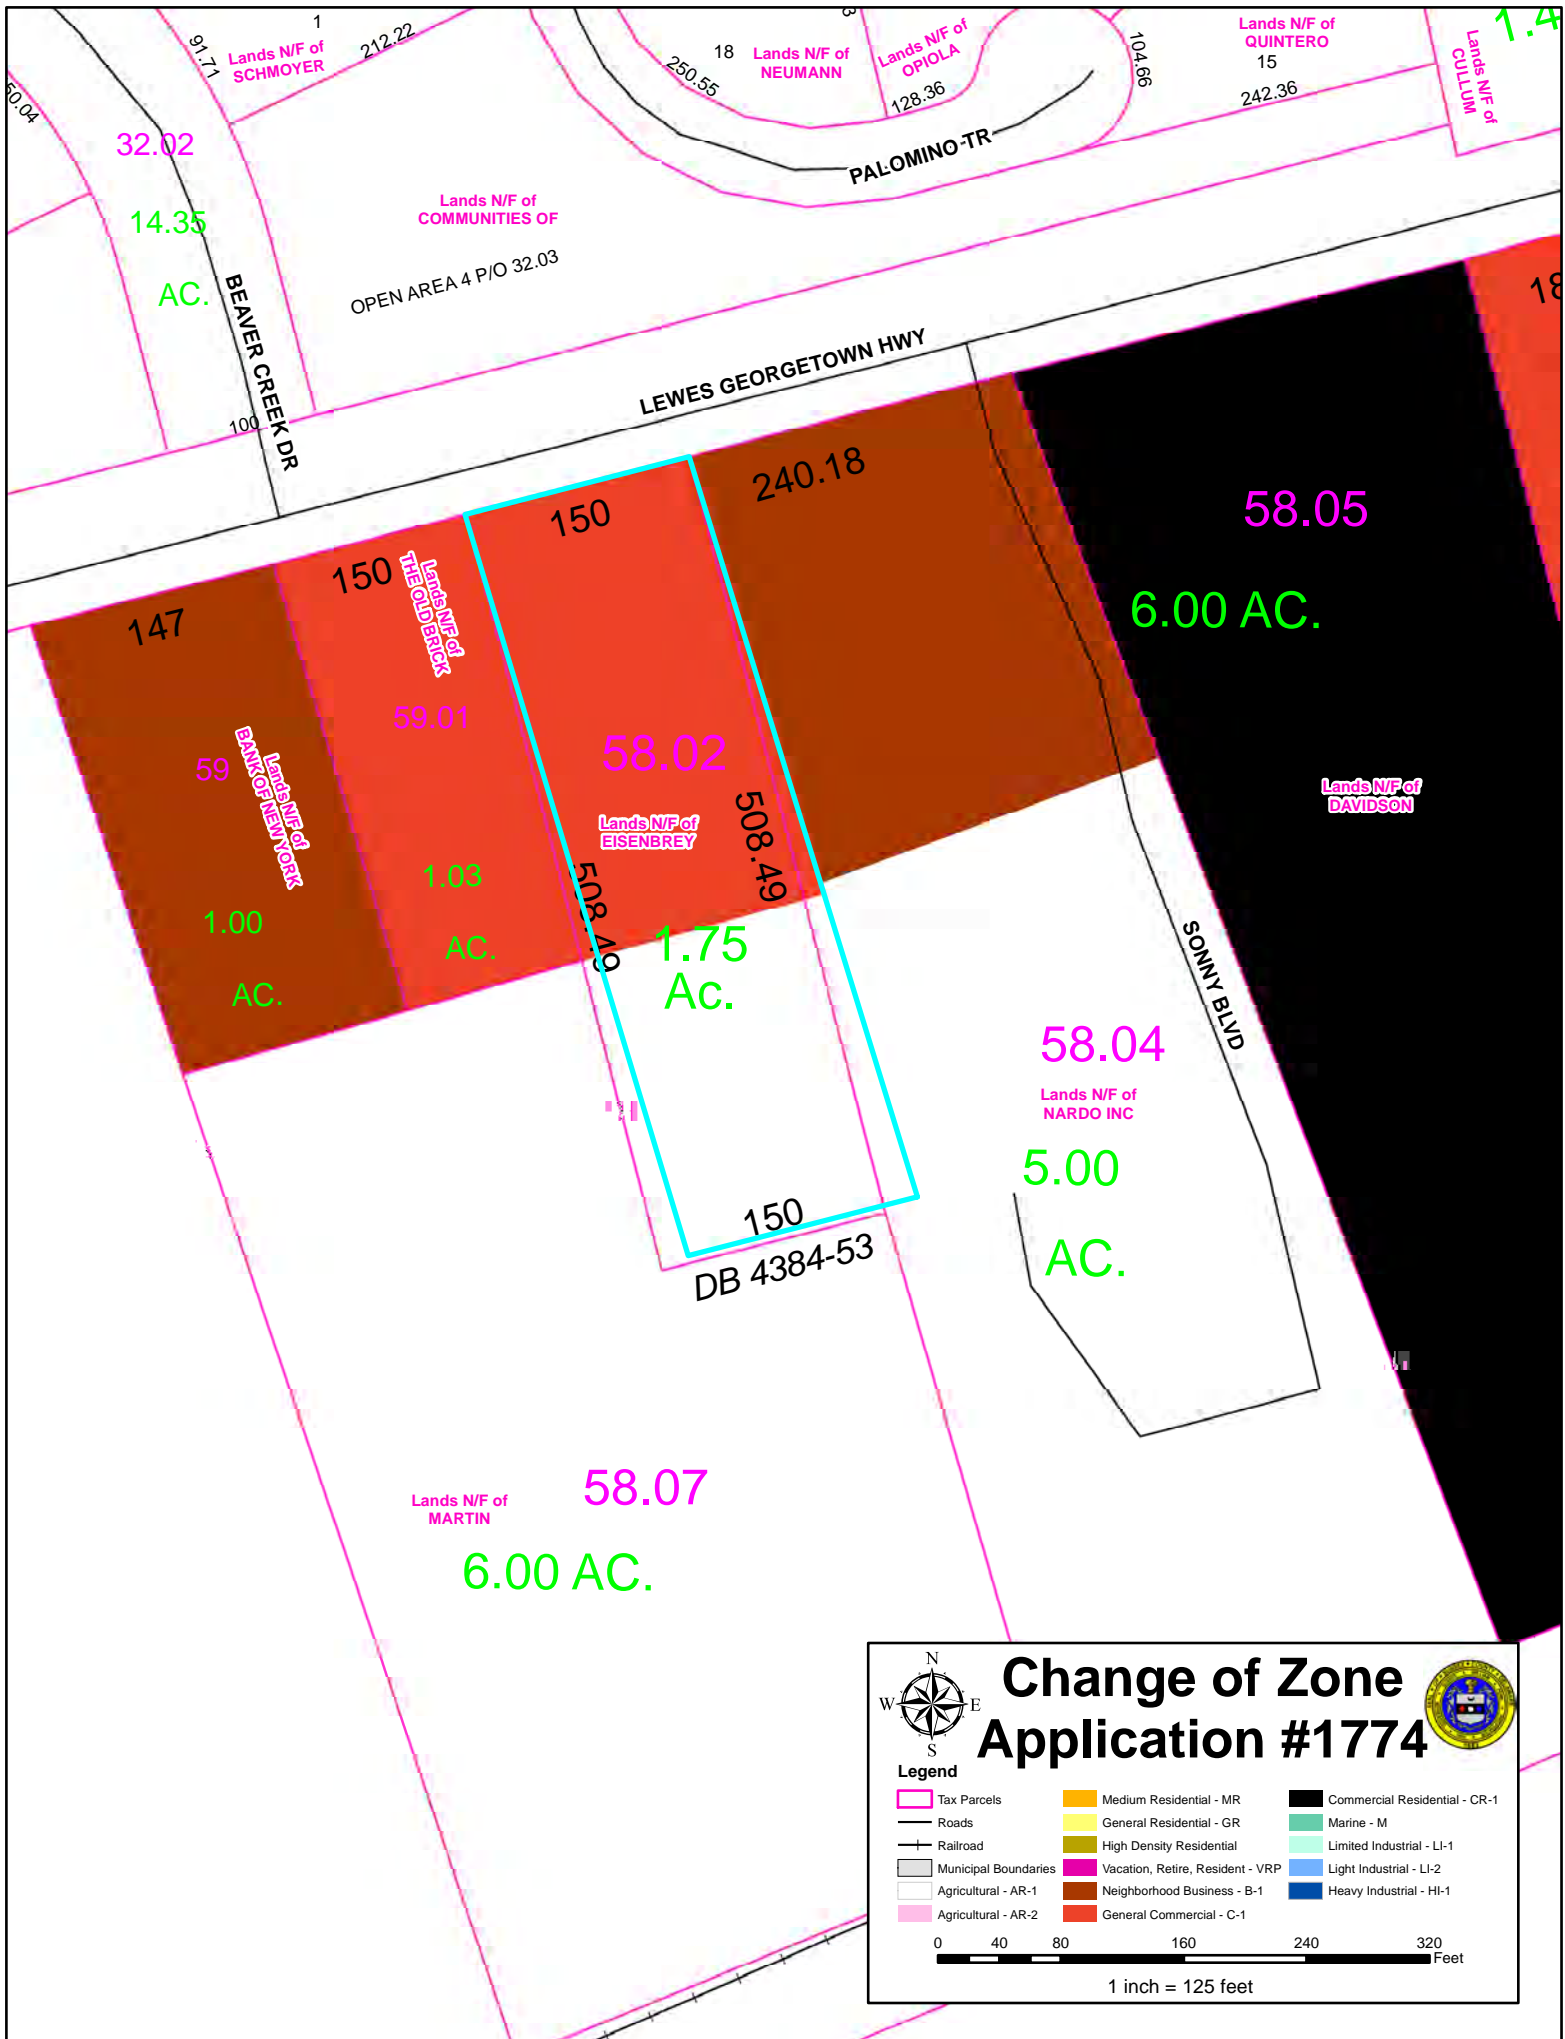 1
91.71
Lands N/F of
SCHMOYER
212.22
18
250.55
Lands N/F of
NEUMANN
3
Lands N/F of
OPIOLA
128.36
104.66
Lands N/F of
QUINTERO
15
242.36
Lands N/F of
CULLUM
1.4
50.04
32.02
14.35
AC.
BEAVER CREEK DR
Lands N/F of
COMMUNITIES OF
OPEN AREA 4 P/O 32.03
PALOMINO TR
LEWES GEORGETOWN HWY
100
18
147
150
Lands N/F of
THE OLD BRICK
150
240.18
58.05
6.00 AC.
59
Lands N/F of
BANK OF NEW YORK
59.01
58.02
Lands N/F of
EISENBREY
508.49
508.49
Lands N/F of
DAVIDSON
1.00
AC.
1.03
AC.
1.75
Ac.
SONNY BLVD
58.04
Lands N/F of
NARDO INC
5.00
AC.
150
DB 4384-53
58.07
Lands N/F of
MARTIN
6.00 AC.
N
W
E
S
Change of Zone
Application #1774
Legend
Tax Parcels
Roads
Railroad
Municipal Boundaries
Agricultural - AR-1
Agricultural - AR-2
Medium Residential - MR
General Residential - GR
High Density Residential
Vacation, Retire, Resident - VRP
Neighborhood Business - B-1
General Commercial - C-1
Commercial Residential - CR-1
Marine - M
Limited Industrial - LI-1
Light Industrial - LI-2
Heavy Industrial - HI-1
0 40 80 160 240 320
Feet
1 inch = 125 feet